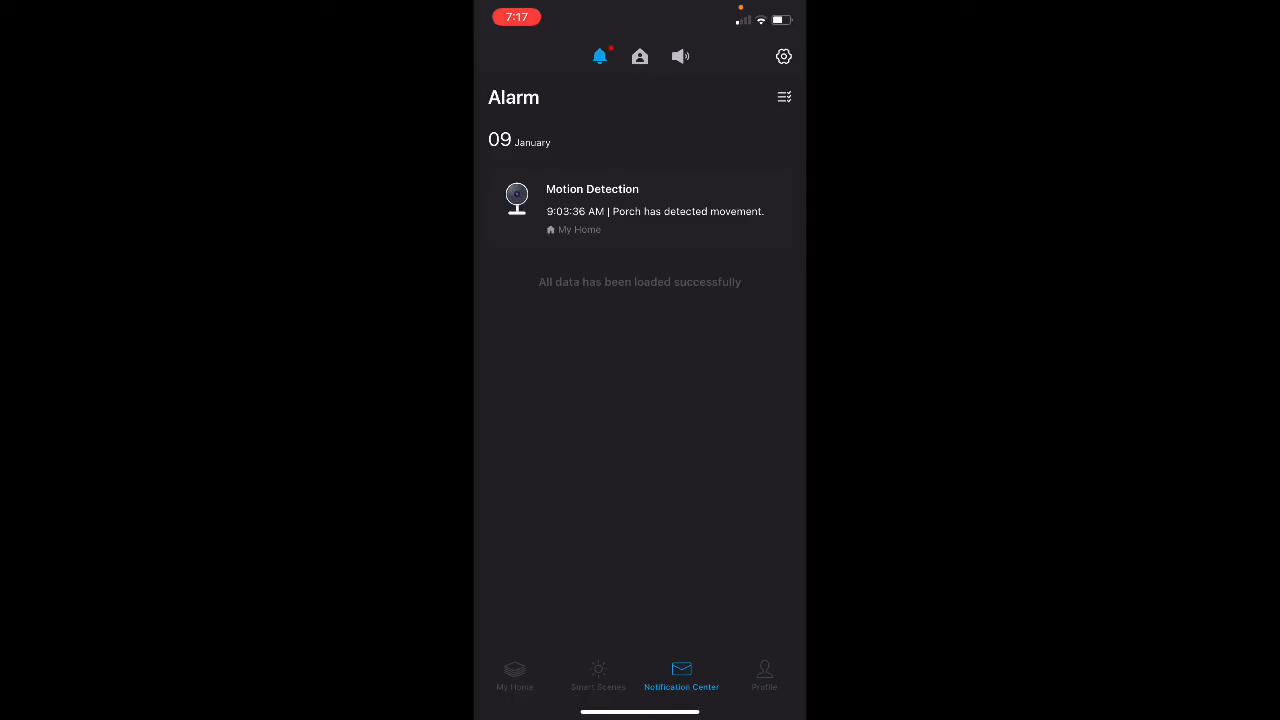 7:17
Alarm
09 January
Motion Detection
9:03:36 AM | Porch has detected movement.
My Home
All data has been loaded successfully
My Home Smart Scenes Notification Center Profile